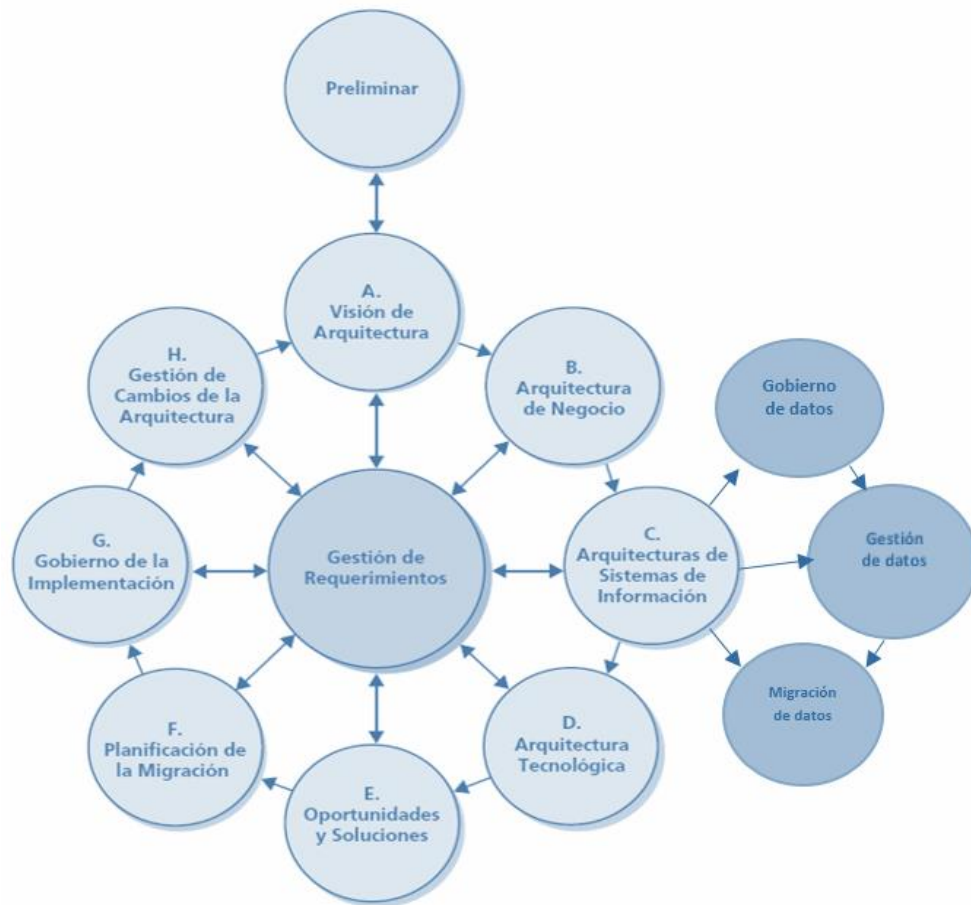 Preliminar
A.
Visión de
Arquitectura
H.
Gestión de
Cambios de la
Arquitectura
B.
Arquitectura
de Negocio
Gobierno
de datos
G.
Gobierno de la
Implementación
Gestión de
Requerimientos
C.
Arquitecturas de
Sistemas de
Información
Gestión
de datos
F.
Planificación de
la Migración
E.
Oportunidades
y Soluciones
D.
Arquitectura
Tecnológica
Migración
de datos